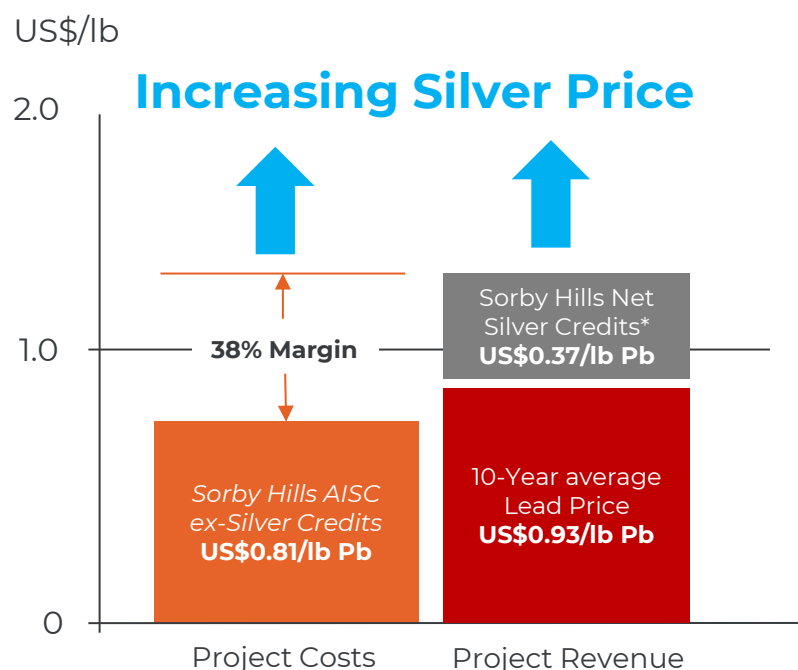 US$/lb
Increasing Silver Price
2.0
Sorby Hills Net
Silver Credits*
US$0.37/lb Pb
1.0
38% Margin
Sorby Hills AISC
ex-Silver Credits
US$0.81/lb Pb
10-Year average
Lead Price
US$0.93/lb Pb
0
Project Costs
Project Revenue